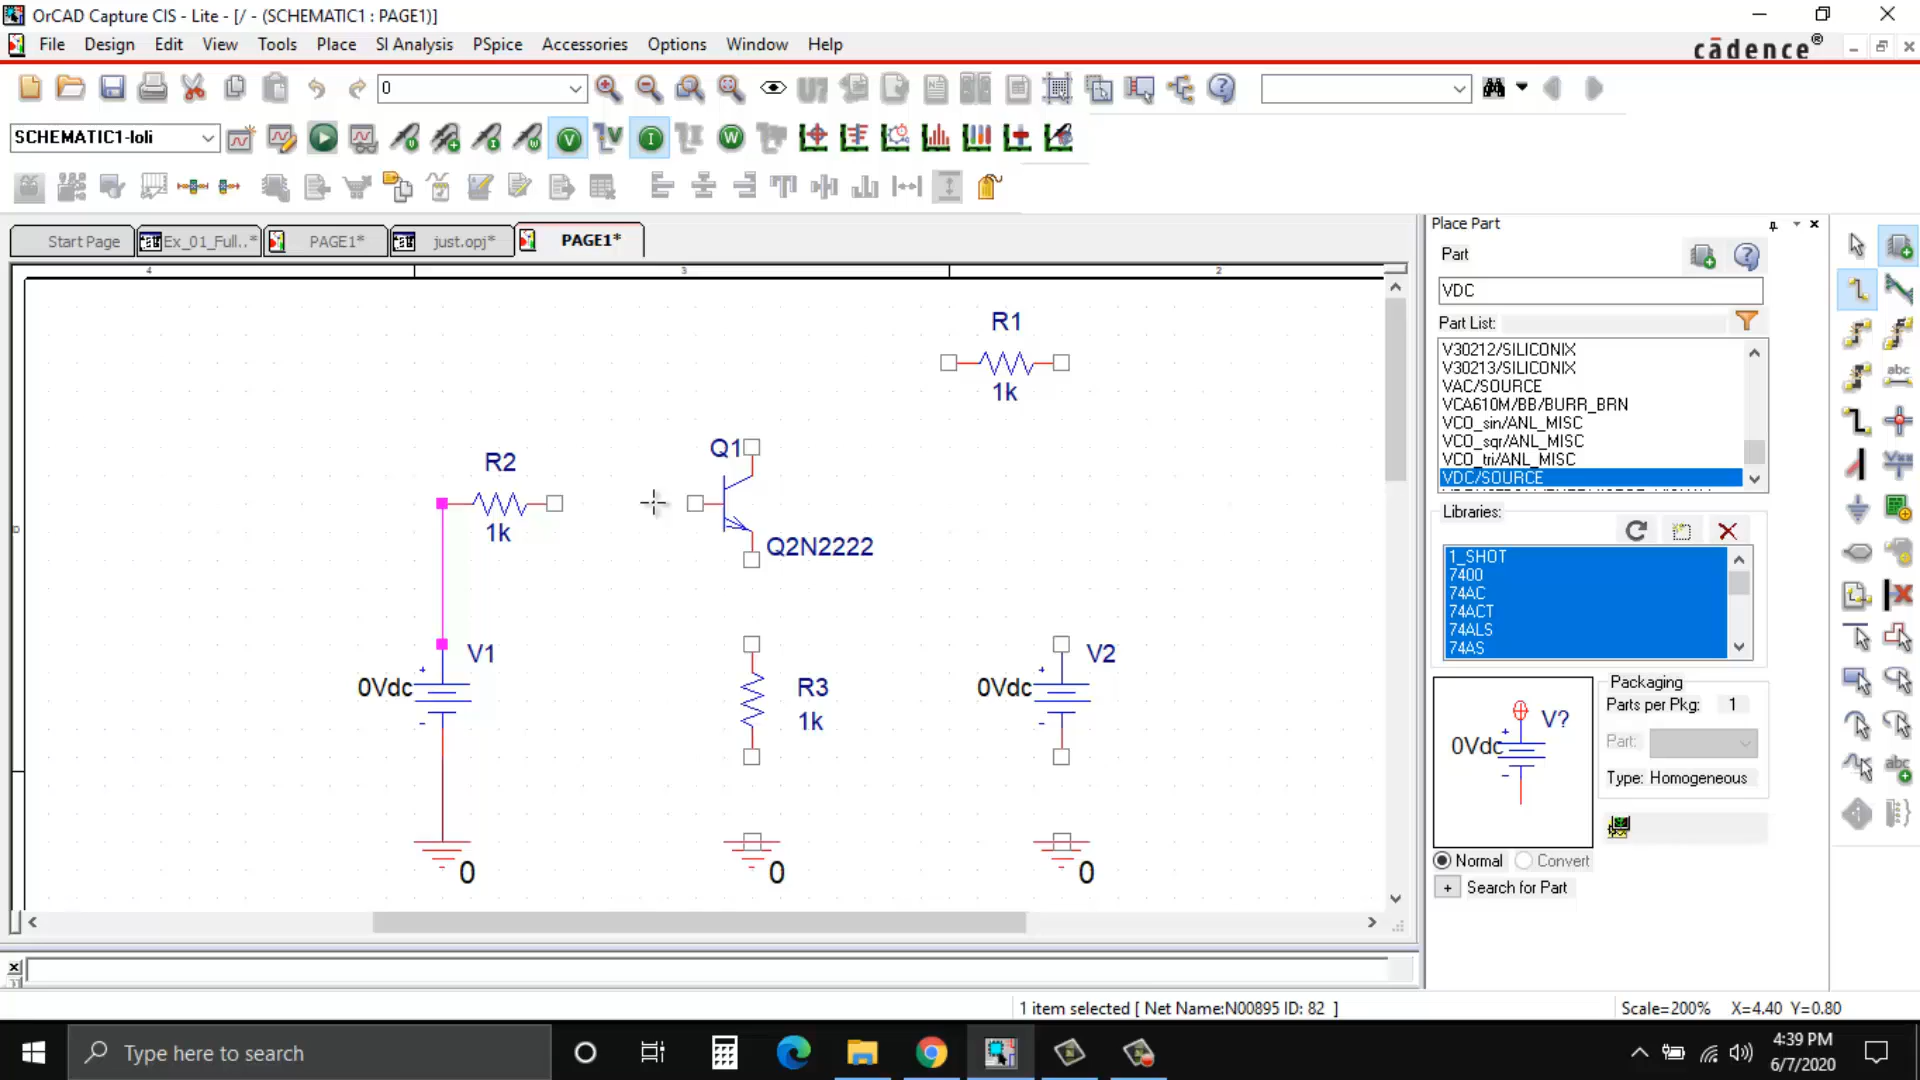 OrCAD Capture CIS - Lite - [/ - (SCHEMATIC1 : PAGE1)]
File Design Edit View Tools Place SI Analysis PSpice Accessories Options Window Help
cādence®
0
U?
SCHEMATIC1-loli
V V I I W
Start Page Ex_01_Full..* PAGE1* just.opj* PAGE1*
4 3 2
R1
1k
Q1
R2
1k
Q2N2222
V1
0Vdc
+
-
R3
1k
V2
0Vdc
+
-
0 0 0
Place Part
Part
VDC
Part List:
V30212/SILICONIX
V30213/SILICONIX
VAC/SOURCE
VCA610M/BB/BURR_BRN
VCO_sin/ANL_MISC
VCO_sqr/ANL_MISC
VCO_tri/ANL_MISC
VDC/SOURCE
Libraries:
1_SHOT
7400
74AC
74ACT
74ALS
74AS
V?
0Vdc
+
-
Packaging
Parts per Pkg: 1
Part:
Type: Homogeneous
Normal Convert
+ Search for Part
abc
abc
1 item selected [ Net Name:N00895 ID: 82 ]
Scale=200% X=4.40 Y=0.80
Type here to search
4:39 PM
6/7/2020